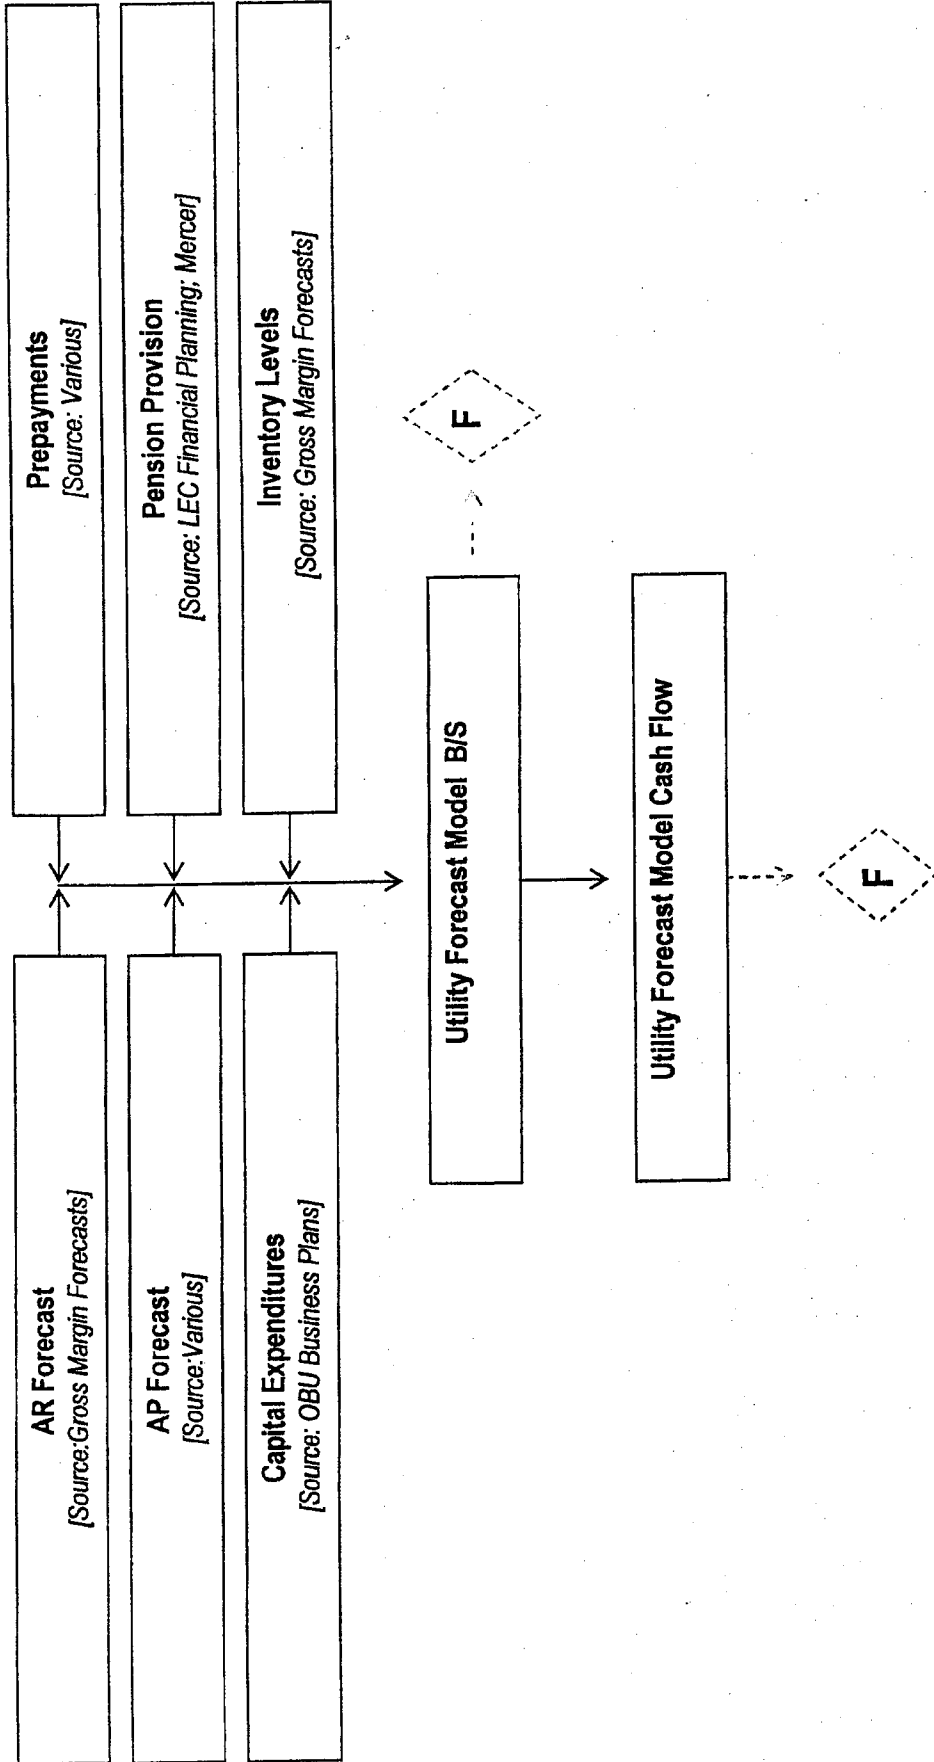 AR Forecast
[Source:Gross Margin Forecasts]
Prepayments
[Source: Various]
AP Forecast
[Source:Various]
Pension Provision
[Source: LEC Financial Planning; Mercer]
Capital Expenditures
[Source: OBU Business Plans]
Inventory Levels
[Source: Gross Margin Forecasts]
Utility Forecast Model B/S
F
Utility Forecast Model Cash Flow
F